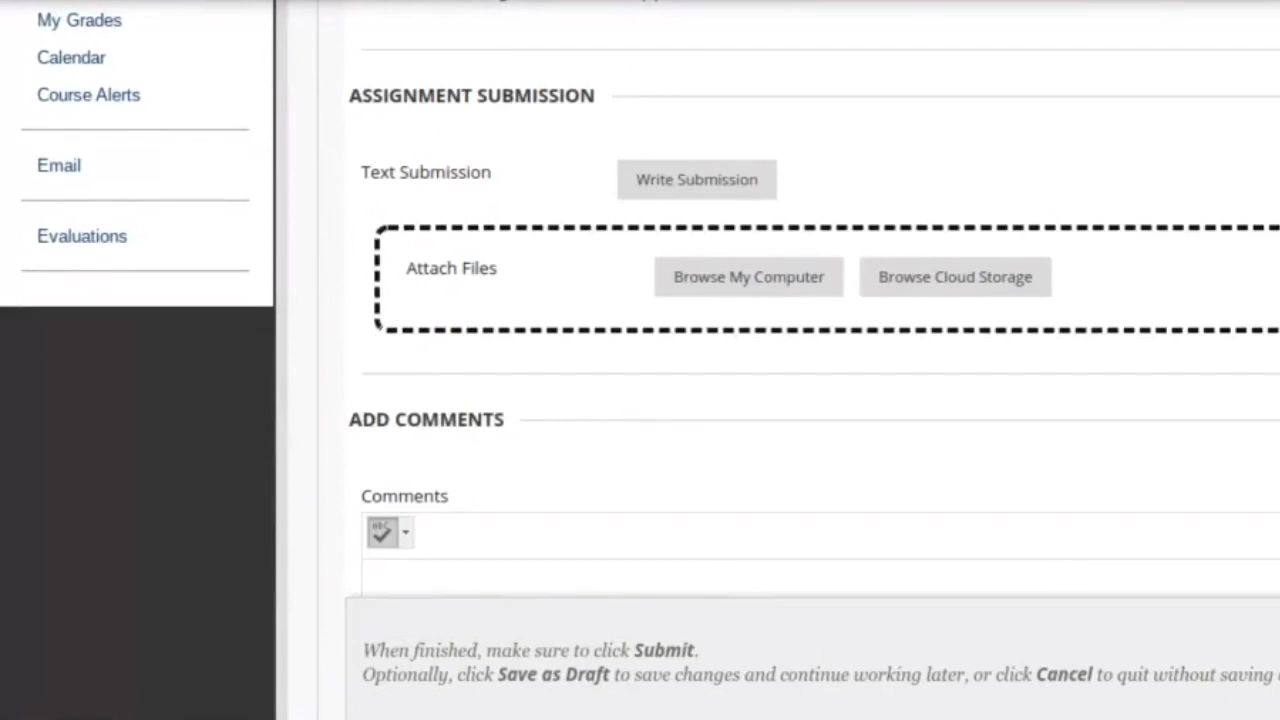 My Grades
Calendar
Course Alerts
Email
Evaluations
ASSIGNMENT SUBMISSION
Text Submission
Write Submission
Attach Files
Browse My Computer
Browse Cloud Storage
ADD COMMENTS
Comments
abc
When finished, make sure to click Submit.
Optionally, click Save as Draft to save changes and continue working later, or click Cancel to quit without saving